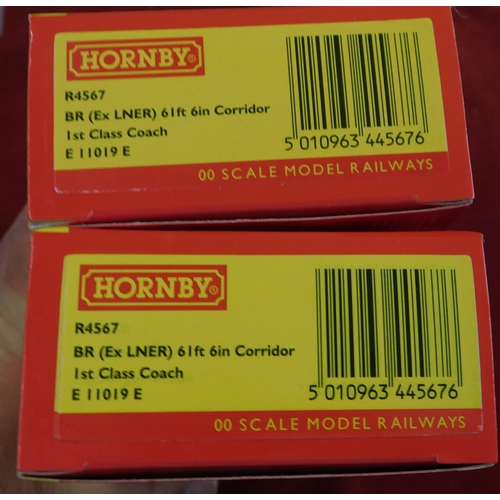 HORNBY®
R4567
BR (Ex LNER) 61ft 6in Corridor
1st Class Coach
E 11019 E
5 010963 445676
00 SCALE MODEL RAILWAYS
HORNBY®
R4567
BR (Ex LNER) 61ft 6in Corridor
1st Class Coach
E 11019 E
5 010963 445676
00 SCALE MODEL RAILWAYS